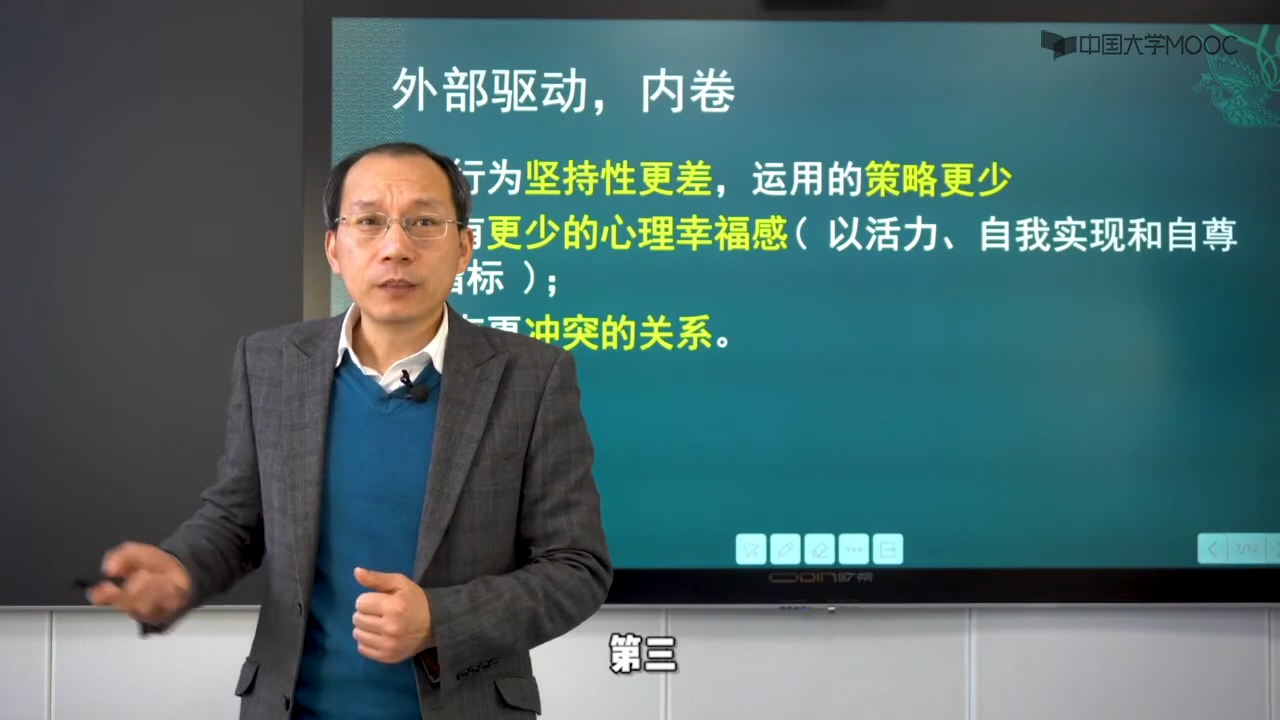 中国大学MOOC
外部驱动，内卷
行为坚持性更差，运用的策略更少
更少的心理幸福感（ 以活力、自我实现和自尊
指标 ）；
冲突的关系。
7/12
第三